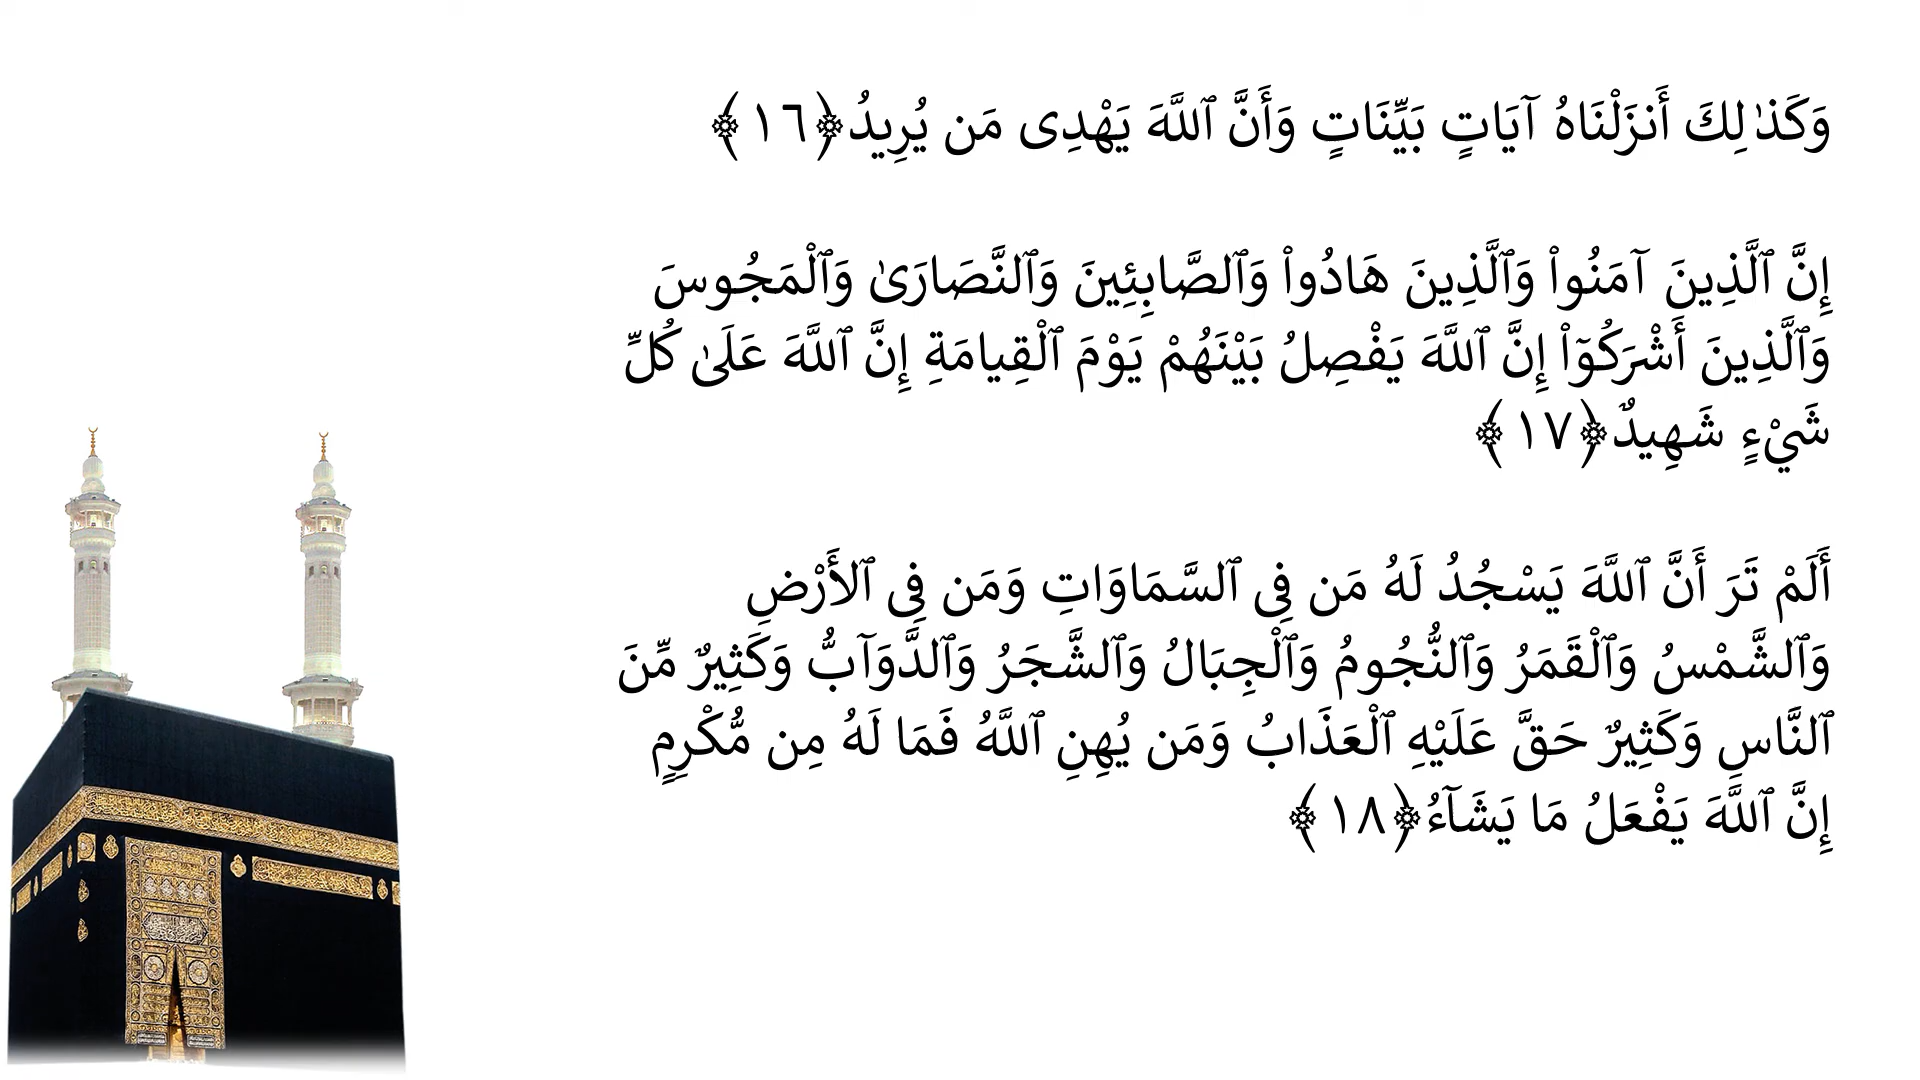 وَكَذٰلِكَ أَنزَلْنَاهُ آيَاتٍ بَيِّنَاتٍ وَأَنَّ ٱللَّهَ يَهْدِى مَن يُرِيدُ﴿١٦﴾
إِنَّ ٱلَّذِينَ آمَنُواْ وَٱلَّذِينَ هَادُواْ وَٱلصَّابِئِينَ وَٱلنَّصَارَىٰ وَٱلْمَجُوسَ
وَٱلَّذِينَ أَشْرَكُوۤاْ إِنَّ ٱللَّهَ يَفْصِلُ بَيْنَهُمْ يَوْمَ ٱلْقِيامَةِ إِنَّ ٱللَّهَ عَلَىٰ كُلِّ
شَيْءٍ شَهِيدٌ﴿١٧﴾
أَلَمْ تَرَ أَنَّ ٱللَّهَ يَسْجُدُ لَهُ مَن فِى ٱلسَّمَاوَاتِ وَمَن فِى ٱلأَرْضِ
وَٱلشَّمْسُ وَٱلْقَمَرُ وَٱلنُّجُومُ وَٱلْجِبَالُ وَٱلشَّجَرُ وَٱلدَّوَآبُّ وَكَثِيرٌ مِّنَ
ٱلنَّاسِ وَكَثِيرٌ حَقَّ عَلَيْهِ ٱلْعَذَابُ وَمَن يُهِنِ ٱللَّهُ فَمَا لَهُ مِن مُّكْرِمٍ
إِنَّ ٱللَّهَ يَفْعَلُ مَا يَشَآءُ﴿١٨﴾